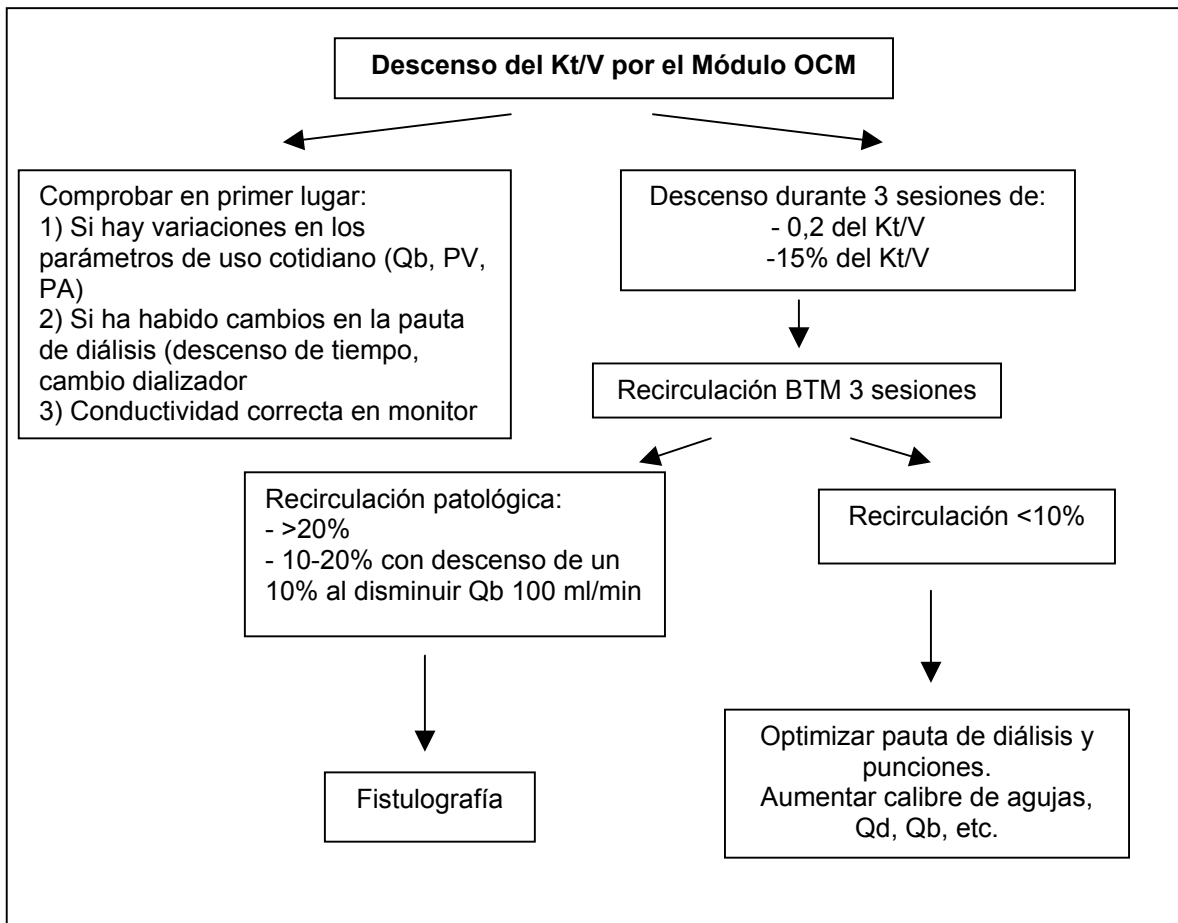 Descenso del Kt/V por el Módulo OCM
Comprobar en primer lugar:
1) Si hay variaciones en los
parámetros de uso cotidiano (Qb, PV,
PA)
2) Si ha habido cambios en la pauta
de diálisis (descenso de tiempo,
cambio dializador
3) Conductividad correcta en monitor
Descenso durante 3 sesiones de:
- 0,2 del Kt/V
-15% del Kt/V
Recirculación BTM 3 sesiones
Recirculación patológica:
- >20%
- 10-20% con descenso de un
10% al disminuir Qb 100 ml/min
Recirculación <10%
Fistulografía
Optimizar pauta de diálisis y
punciones.
Aumentar calibre de agujas,
Qd, Qb, etc.